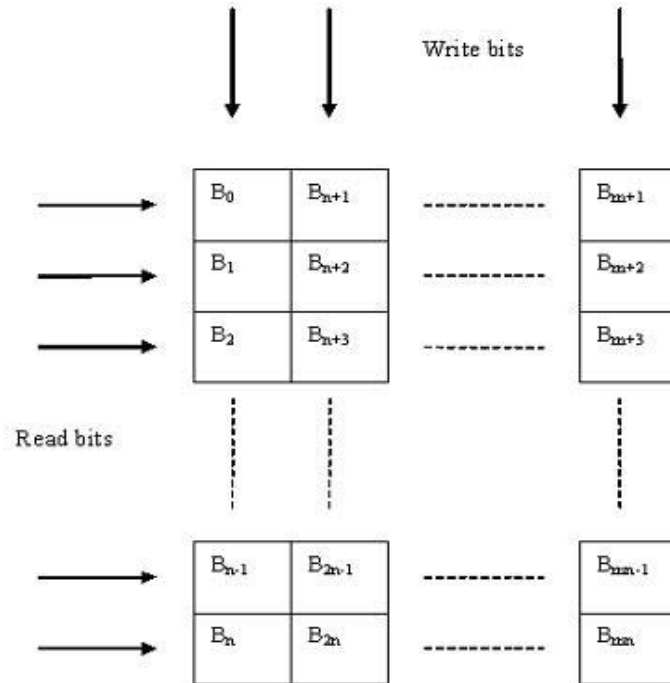 Write bits
B₀ Bₙ₊₁ Bₘ₊₁
B₁ Bₙ₊₂ Bₘ₊₂
B₂ Bₙ₊₃ Bₘ₊₃
Read bits
Bₙ₋₁ B₂ₙ₋₁ Bₘₙ₋₁
Bₙ B₂ₙ Bₘₙ